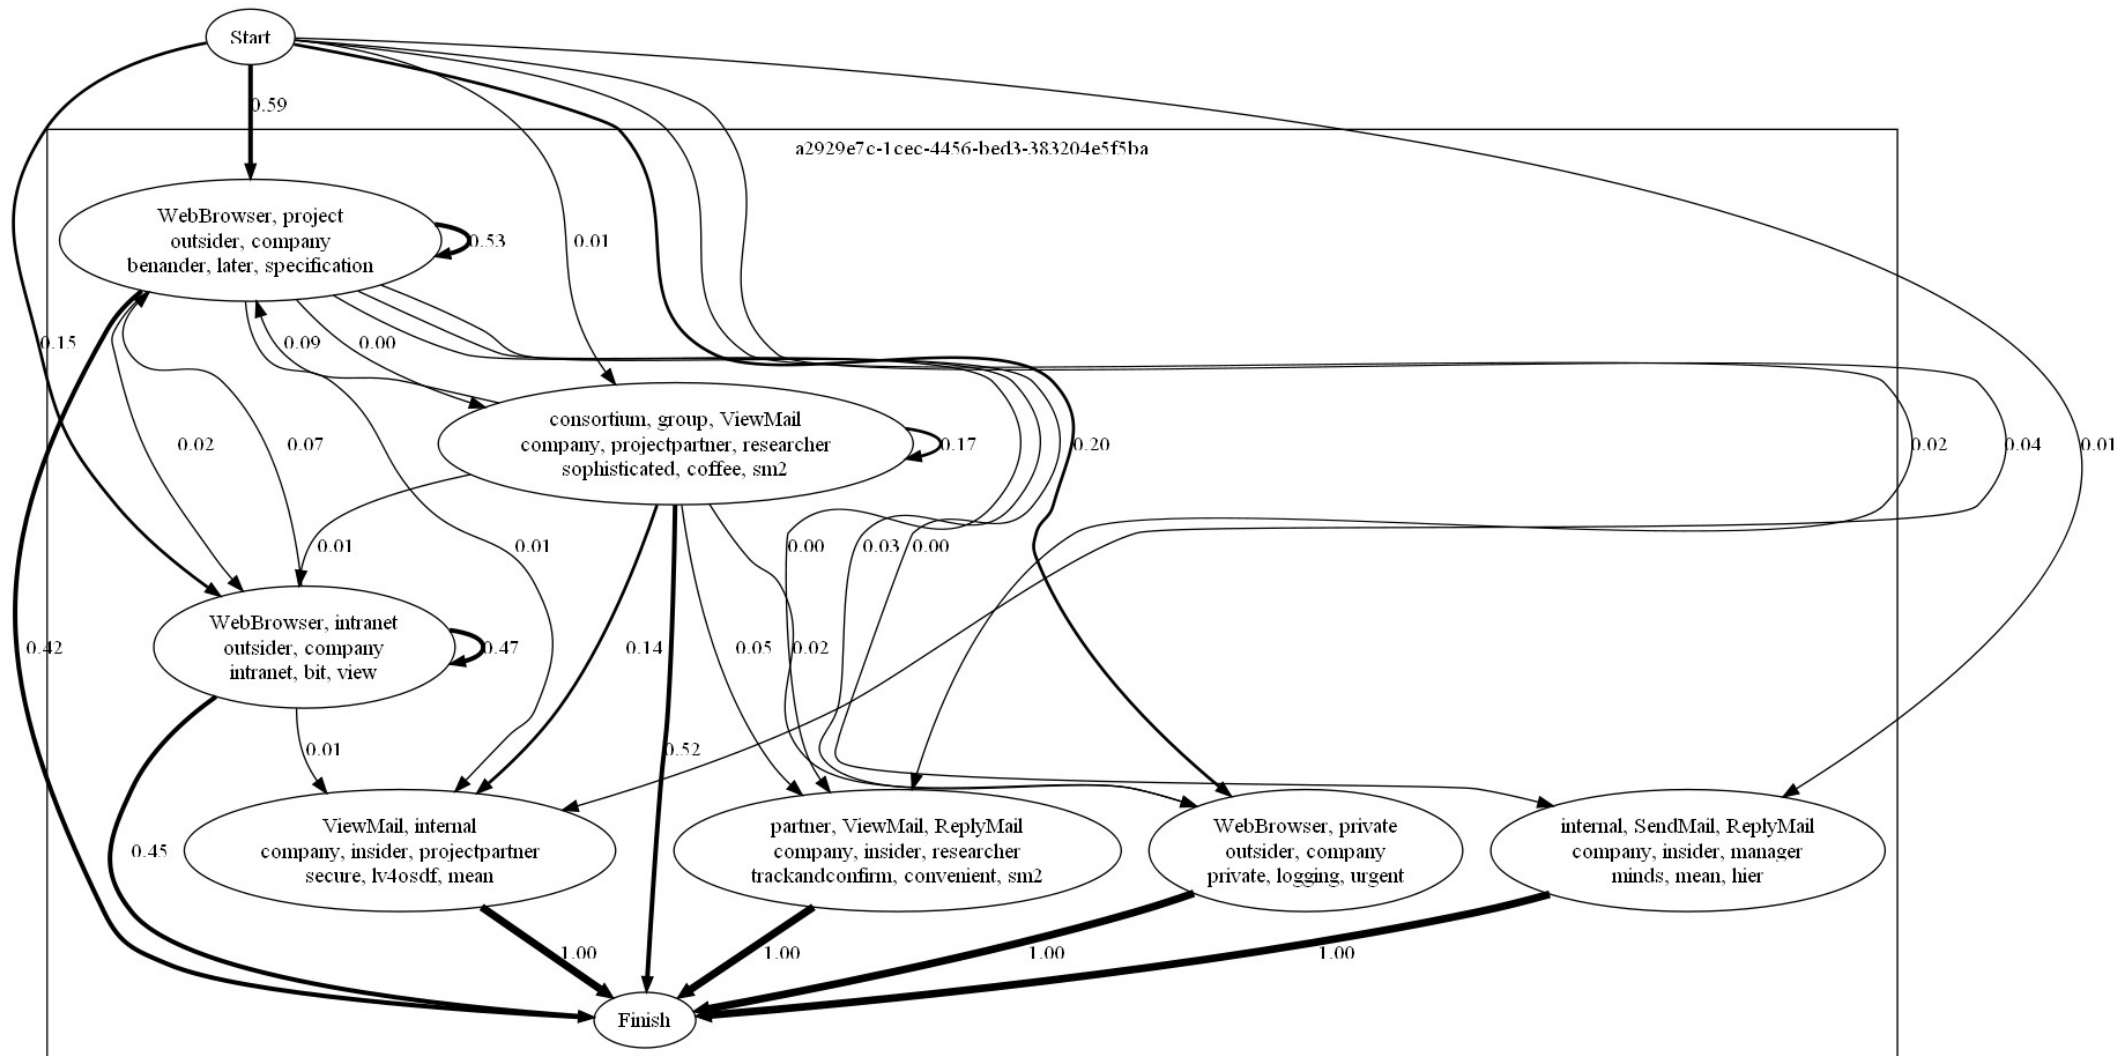 Start
0.59
a2929e7c-1cec-4456-bed3-383204e5f5ba
WebBrowser, project
outsider, company
benander, later, specification
0.53
0.01
0.15
0.09
0.00
consortium, group, ViewMail
company, projectpartner, researcher
sophisticated, coffee, sm2
0.17
0.02
0.07
0.20
0.02
0.04
0.01
0.01
0.01
0.00
0.03
0.00
WebBrowser, intranet
outsider, company
intranet, bit, view
0.47
0.42
0.14
0.05
0.02
0.01
0.52
ViewMail, internal
company, insider, projectpartner
secure, lv4osdf, mean
partner, ViewMail, ReplyMail
company, insider, researcher
trackandconfirm, convenient, sm2
WebBrowser, private
outsider, company
private, logging, urgent
internal, SendMail, ReplyMail
company, insider, manager
minds, mean, hier
0.45
1.00
1.00
1.00
1.00
Finish